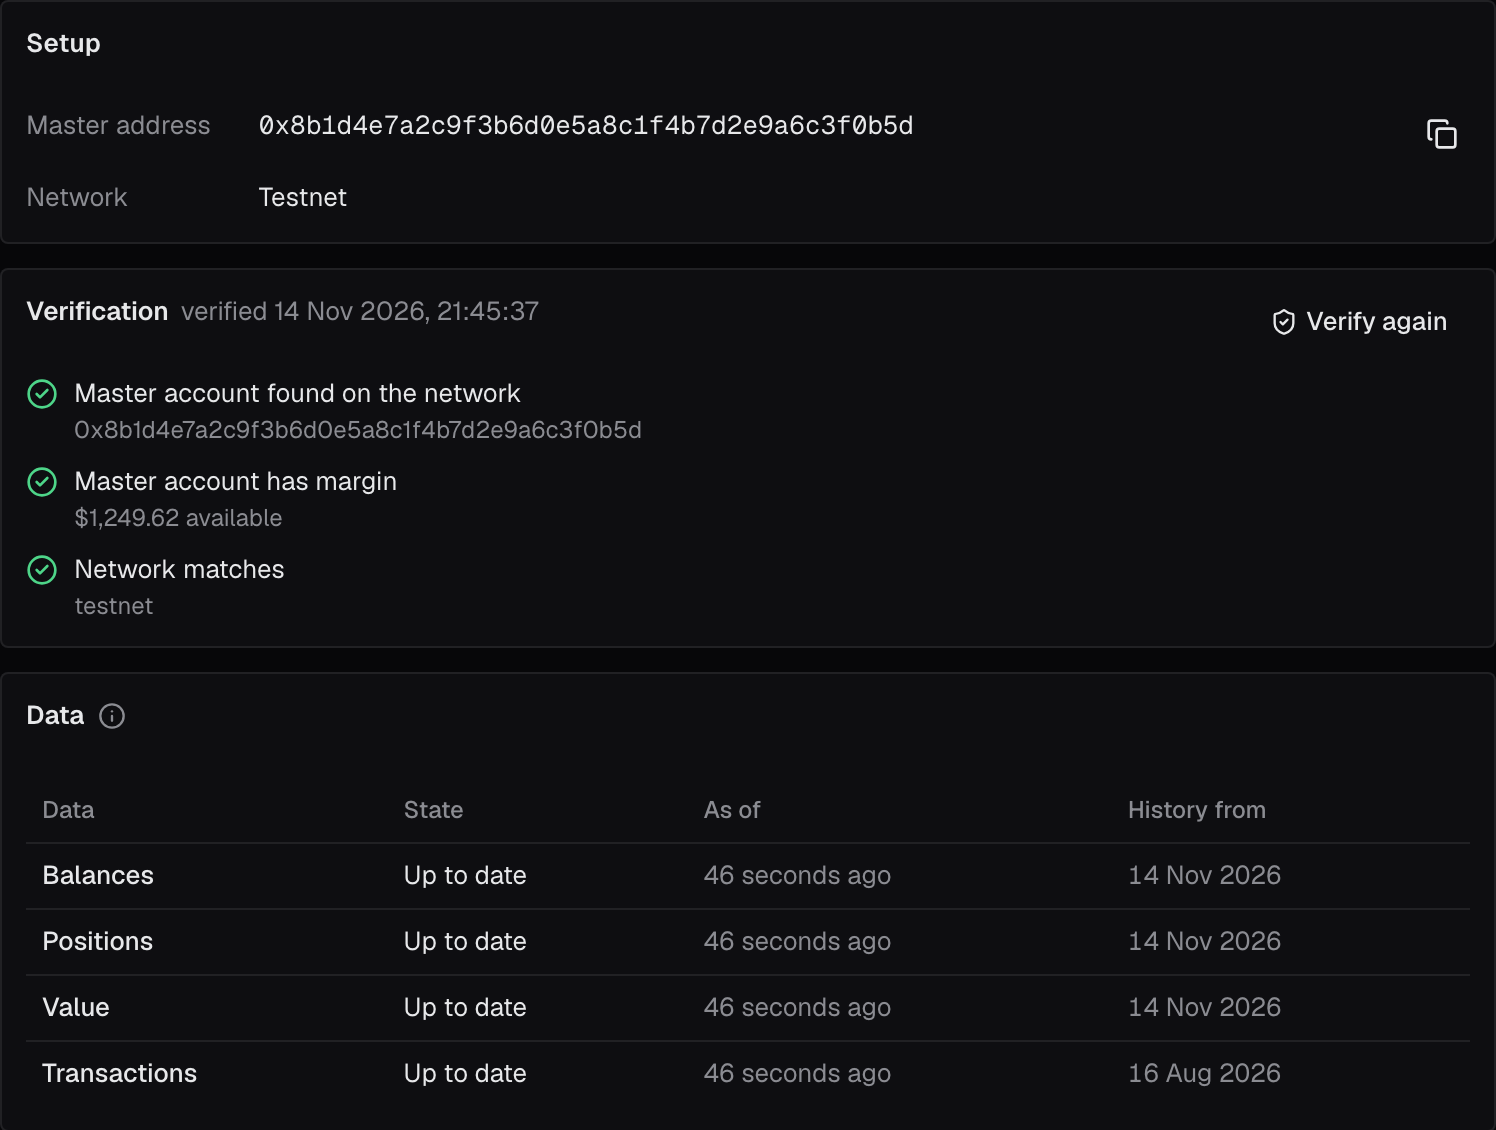 Setup
Master address 0x8b1d4e7a2c9f3b6d0e5a8c1f4b7d2e9a6c3f0b5d
Network Testnet
Verification verified 14 Nov 2026, 21:45:37
Verify again
Master account found on the network
0x8b1d4e7a2c9f3b6d0e5a8c1f4b7d2e9a6c3f0b5d
Master account has margin
$1,249.62 available
Network matches
testnet
Data
Data State As of History from
Balances Up to date 46 seconds ago 14 Nov 2026
Positions Up to date 46 seconds ago 14 Nov 2026
Value Up to date 46 seconds ago 14 Nov 2026
Transactions Up to date 46 seconds ago 16 Aug 2026